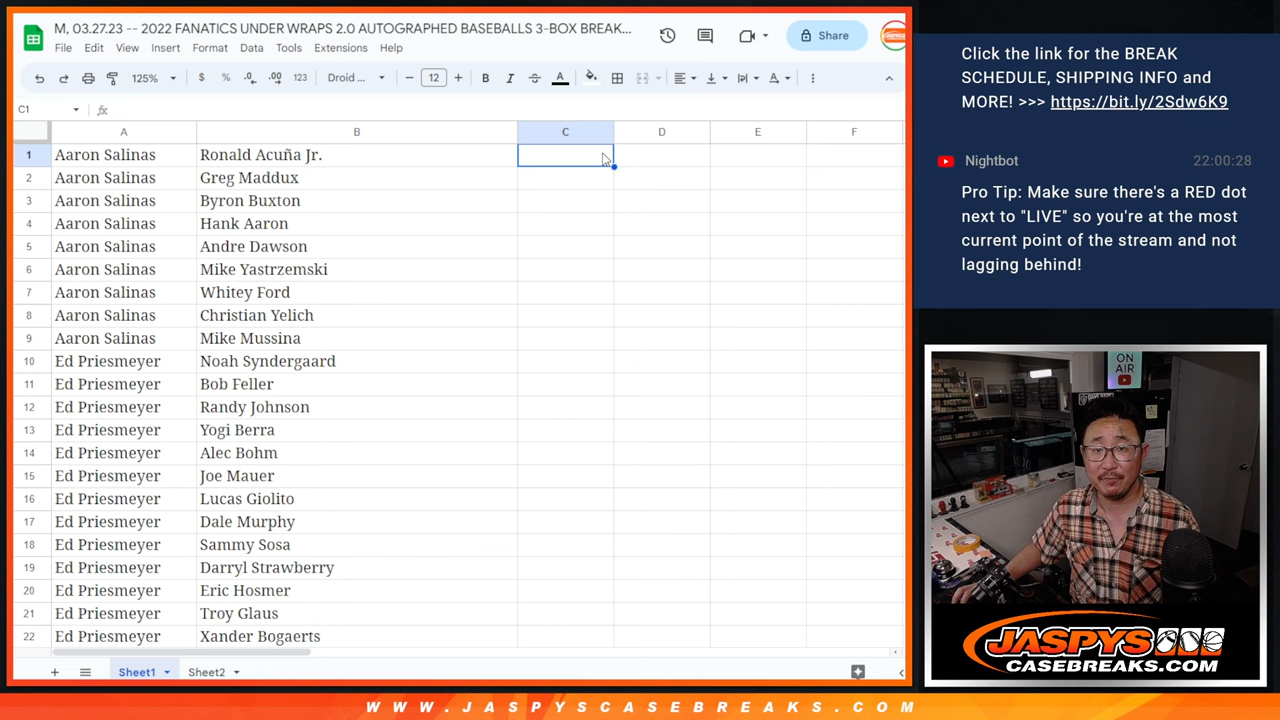 M, 03.27.23 -- 2022 FANATICS UNDER WRAPS 2.0 AUTOGRAPHED BASEBALLS 3-BOX BREAK...
File Edit View Insert Format Data Tools Extensions Help
Share
125% $ % .0 .00 123 Droid ... 12 B I A
C1 fx
A B C D E F
1 Aaron Salinas Ronald Acuña Jr.
2 Aaron Salinas Greg Maddux
3 Aaron Salinas Byron Buxton
4 Aaron Salinas Hank Aaron
5 Aaron Salinas Andre Dawson
6 Aaron Salinas Mike Yastrzemski
7 Aaron Salinas Whitey Ford
8 Aaron Salinas Christian Yelich
9 Aaron Salinas Mike Mussina
10 Ed Priesmeyer Noah Syndergaard
11 Ed Priesmeyer Bob Feller
12 Ed Priesmeyer Randy Johnson
13 Ed Priesmeyer Yogi Berra
14 Ed Priesmeyer Alec Bohm
15 Ed Priesmeyer Joe Mauer
16 Ed Priesmeyer Lucas Giolito
17 Ed Priesmeyer Dale Murphy
18 Ed Priesmeyer Sammy Sosa
19 Ed Priesmeyer Darryl Strawberry
20 Ed Priesmeyer Eric Hosmer
21 Ed Priesmeyer Troy Glaus
22 Ed Priesmeyer Xander Bogaerts
Sheet1 Sheet2
Click the link for the BREAK
SCHEDULE, SHIPPING INFO and
MORE! >>> https://bit.ly/2Sdw6K9
Nightbot 22:00:28
Pro Tip: Make sure there's a RED dot
next to "LIVE" so you're at the most
current point of the stream and not
lagging behind!
ON
AIR
JASPYS
CASEBREAKS.COM
WWW.JASPYSCASEBREAKS.COM